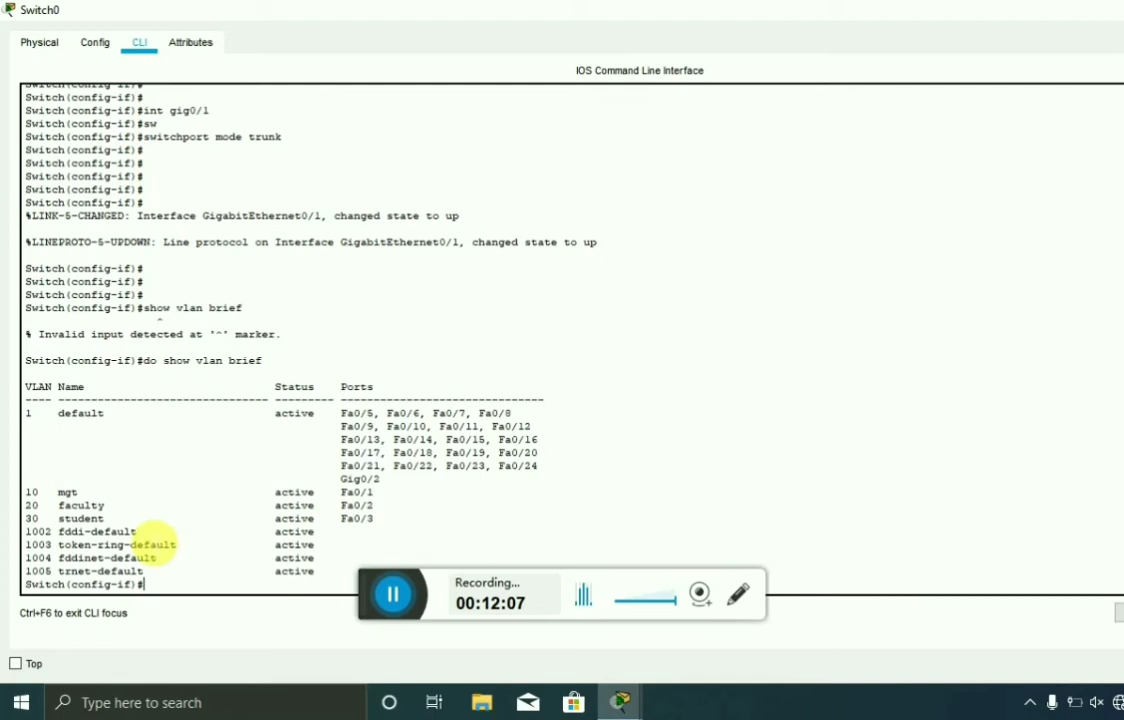 Switch0
Physical Config CLI Attributes
IOS Command Line Interface
Switch(config-if)#
Switch(config-if)#
Switch(config-if)#int gig0/1
Switch(config-if)#sw
Switch(config-if)#switchport mode trunk
Switch(config-if)#
Switch(config-if)#
Switch(config-if)#
Switch(config-if)#
Switch(config-if)#
%LINK-5-CHANGED: Interface GigabitEthernet0/1, changed state to up
%LINEPROTO-5-UPDOWN: Line protocol on Interface GigabitEthernet0/1, changed state to up
Switch(config-if)#
Switch(config-if)#
Switch(config-if)#
Switch(config-if)#show vlan brief
^
% Invalid input detected at '^' marker.
Switch(config-if)#do show vlan brief
VLAN Name Status Ports
---- -------------------------------- --------- -------------------------------
1 default active Fa0/5, Fa0/6, Fa0/7, Fa0/8
Fa0/9, Fa0/10, Fa0/11, Fa0/12
Fa0/13, Fa0/14, Fa0/15, Fa0/16
Fa0/17, Fa0/18, Fa0/19, Fa0/20
Fa0/21, Fa0/22, Fa0/23, Fa0/24
Gig0/2
10 mgt active Fa0/1
20 faculty active Fa0/2
30 student active Fa0/3
1002 fddi-default active
1003 token-ring-default active
1004 fddinet-default active
1005 trnet-default active
Switch(config-if)#
Recording...
00:12:07
Ctrl+F6 to exit CLI focus
Top
Type here to search